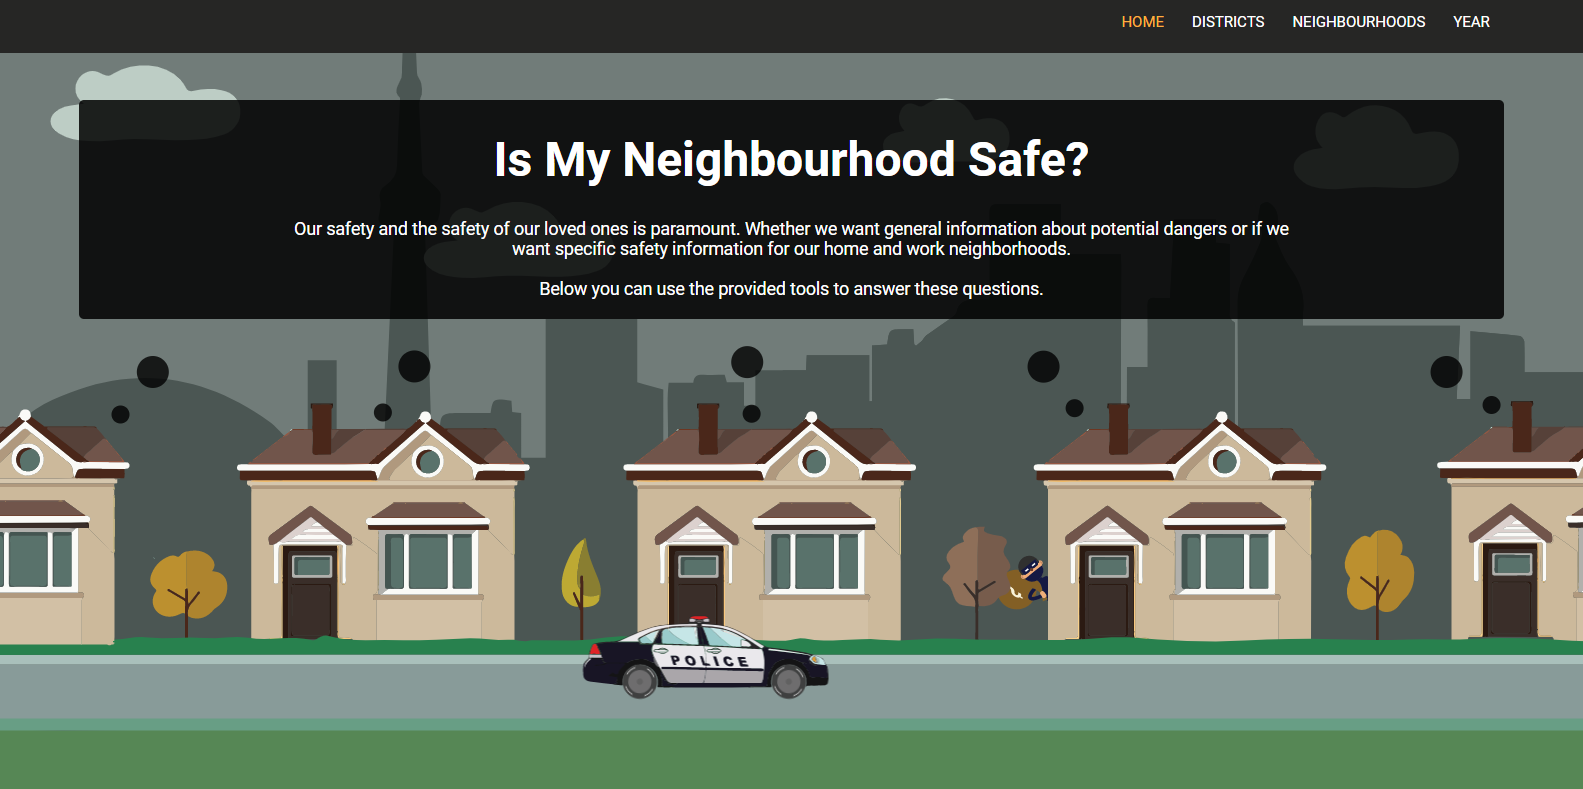 HOME DISTRICTS NEIGHBOURHOODS YEAR
Is My Neighbourhood Safe?
Our safety and the safety of our loved ones is paramount. Whether we want general information about potential dangers or if we
want specific safety information for our home and work neighborhoods.
Below you can use the provided tools to answer these questions.
POLICE